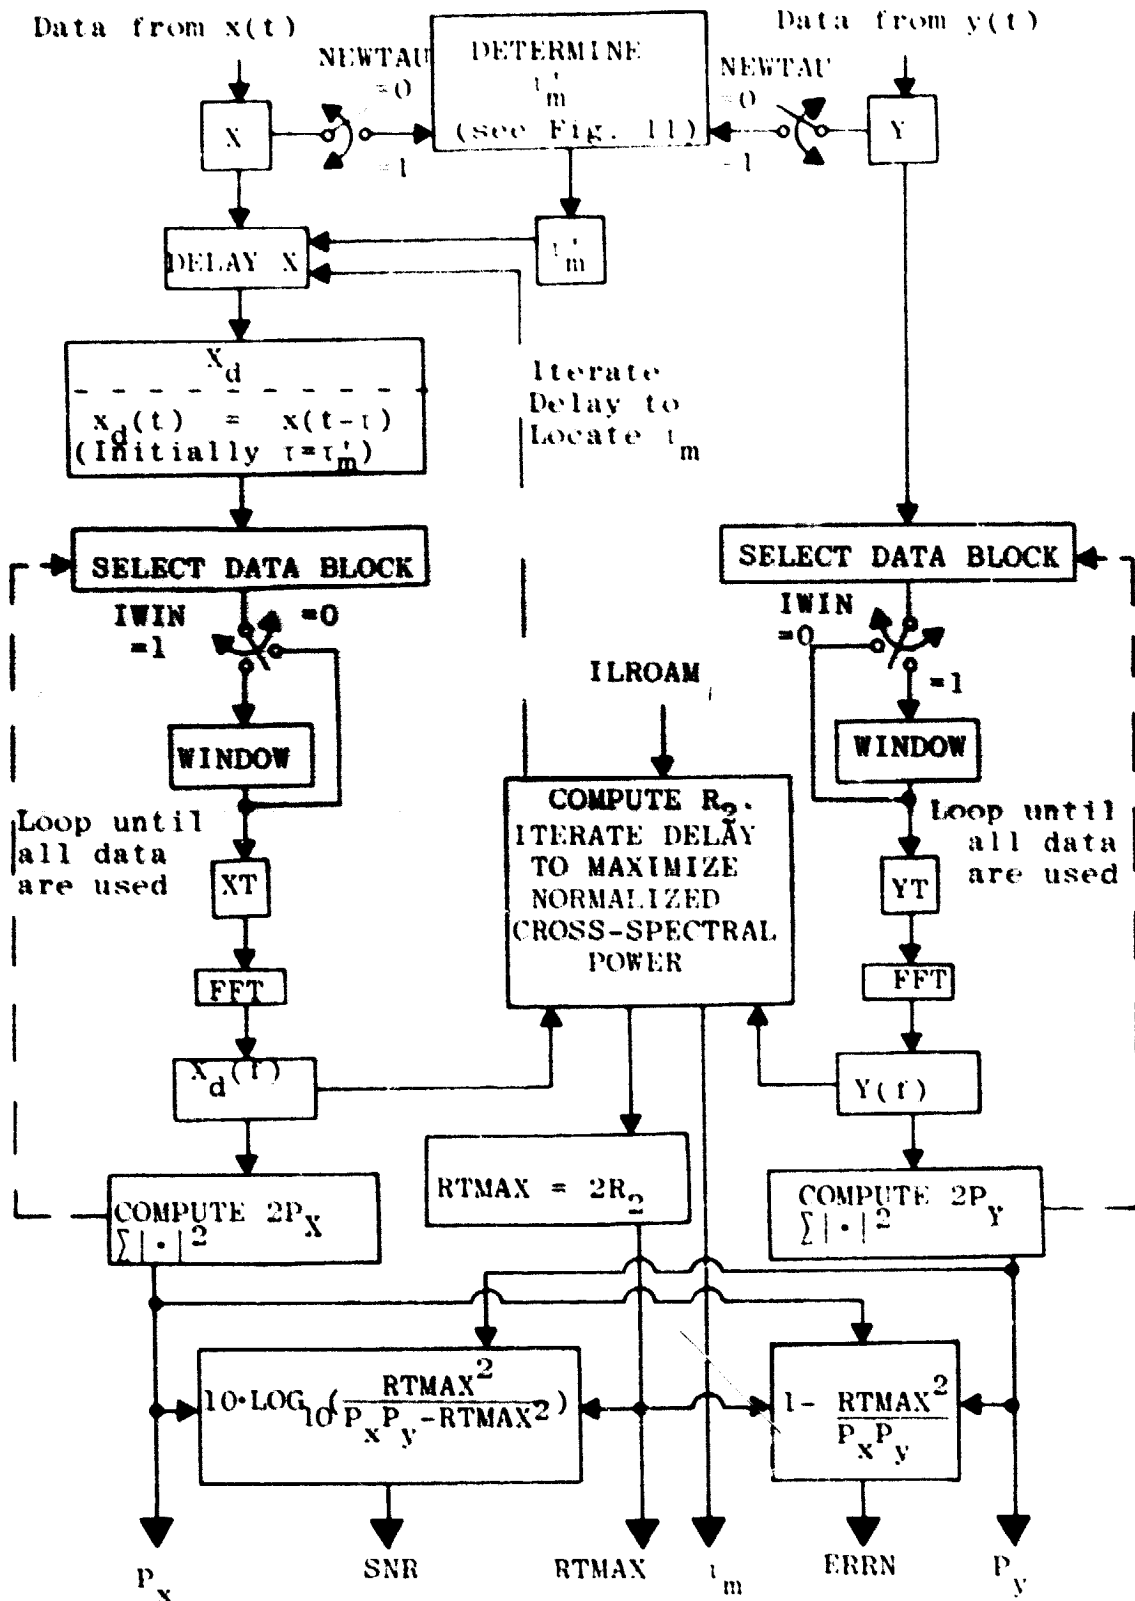 Data from x(t)
Data from y(t)
NEWTAU
=0
=1
DETERMINE
τ'm
(see Fig. 11)
NEWTAU
=0
-1
X
Y
DELAY X
τ'm
Xd
xd(t) = x(t-τ)
(Initially τ=τ'm)
Iterate
Delay to
Locate τm
SELECT DATA BLOCK
SELECT DATA BLOCK
IWIN
=1
=0
IWIN
=0
=1
ILROAM
WINDOW
WINDOW
COMPUTE R2.
ITERATE DELAY
TO MAXIMIZE
NORMALIZED
CROSS-SPECTRAL
POWER
Loop until
all data
are used
Loop until
all data
are used
XT
YT
FFT
FFT
Xd(f)
Y(f)
RTMAX = 2R2
COMPUTE 2PX
∑|·|2
COMPUTE 2PY
∑|·|2
10·LOG10(RTMAX2/PxPy-RTMAX2)
1- RTMAX2/PxPy
Px
SNR
RTMAX
τm
ERRN
Py